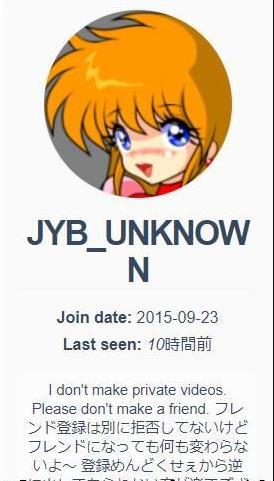 JYB_UNKNOW
N
Join date: 2015-09-23
Last seen: 10時間前
I don't make private videos.
Please don't make a friend. フレ
ンド登録は別に拒否してないけど
フレンドになっても何も変わらな
いよ〜 登録めんどくせぇから逆